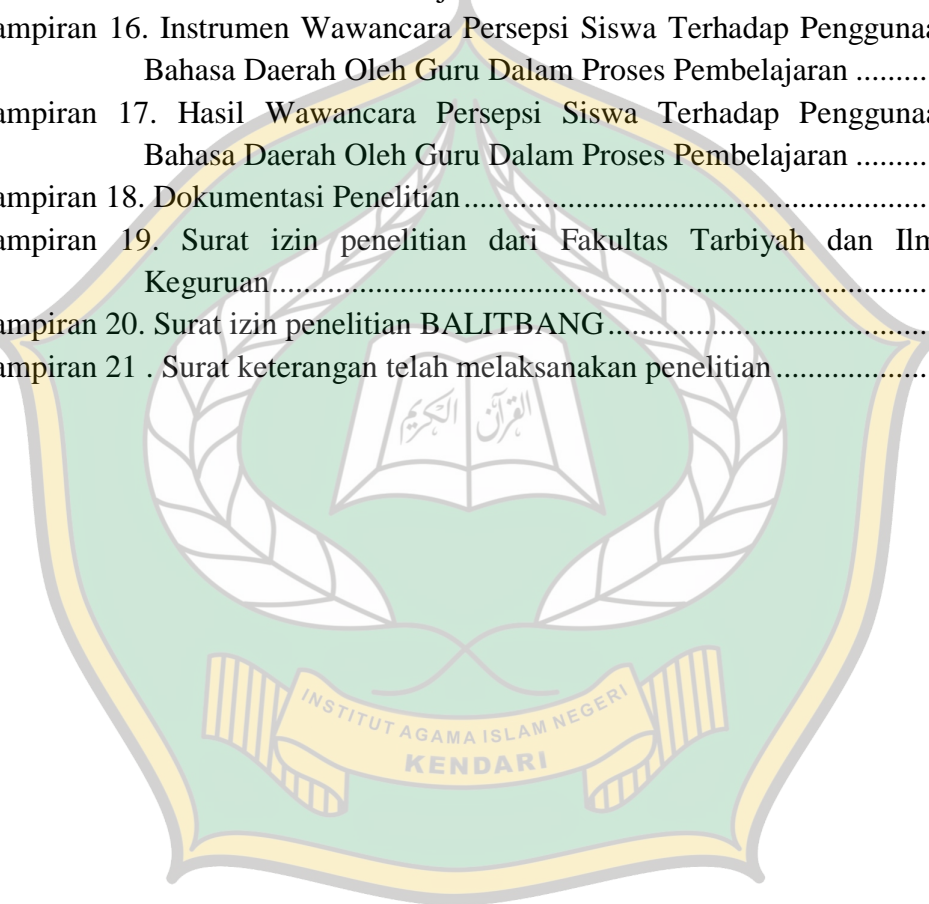 ampiran 16. Instrumen Wawancara Persepsi Siswa Terhadap Penggunaa
Bahasa Daerah Oleh Guru Dalam Proses Pembelajaran .........
ampiran 17. Hasil Wawancara Persepsi Siswa Terhadap Penggunaa
Bahasa Daerah Oleh Guru Dalam Proses Pembelajaran .........
ampiran 18. Dokumentasi Penelitian ..........................................................................
ampiran 19. Surat izin penelitian dari Fakultas Tarbiyah dan Ilm
Keguruan..........................................................................................................
ampiran 20. Surat izin penelitian BALITBANG ...................................................
ampiran 21 . Surat keterangan telah melaksanakan penelitian ........................
القرآن الكريم
INSTITUT AGAMA ISLAM NEGERI
KENDARI